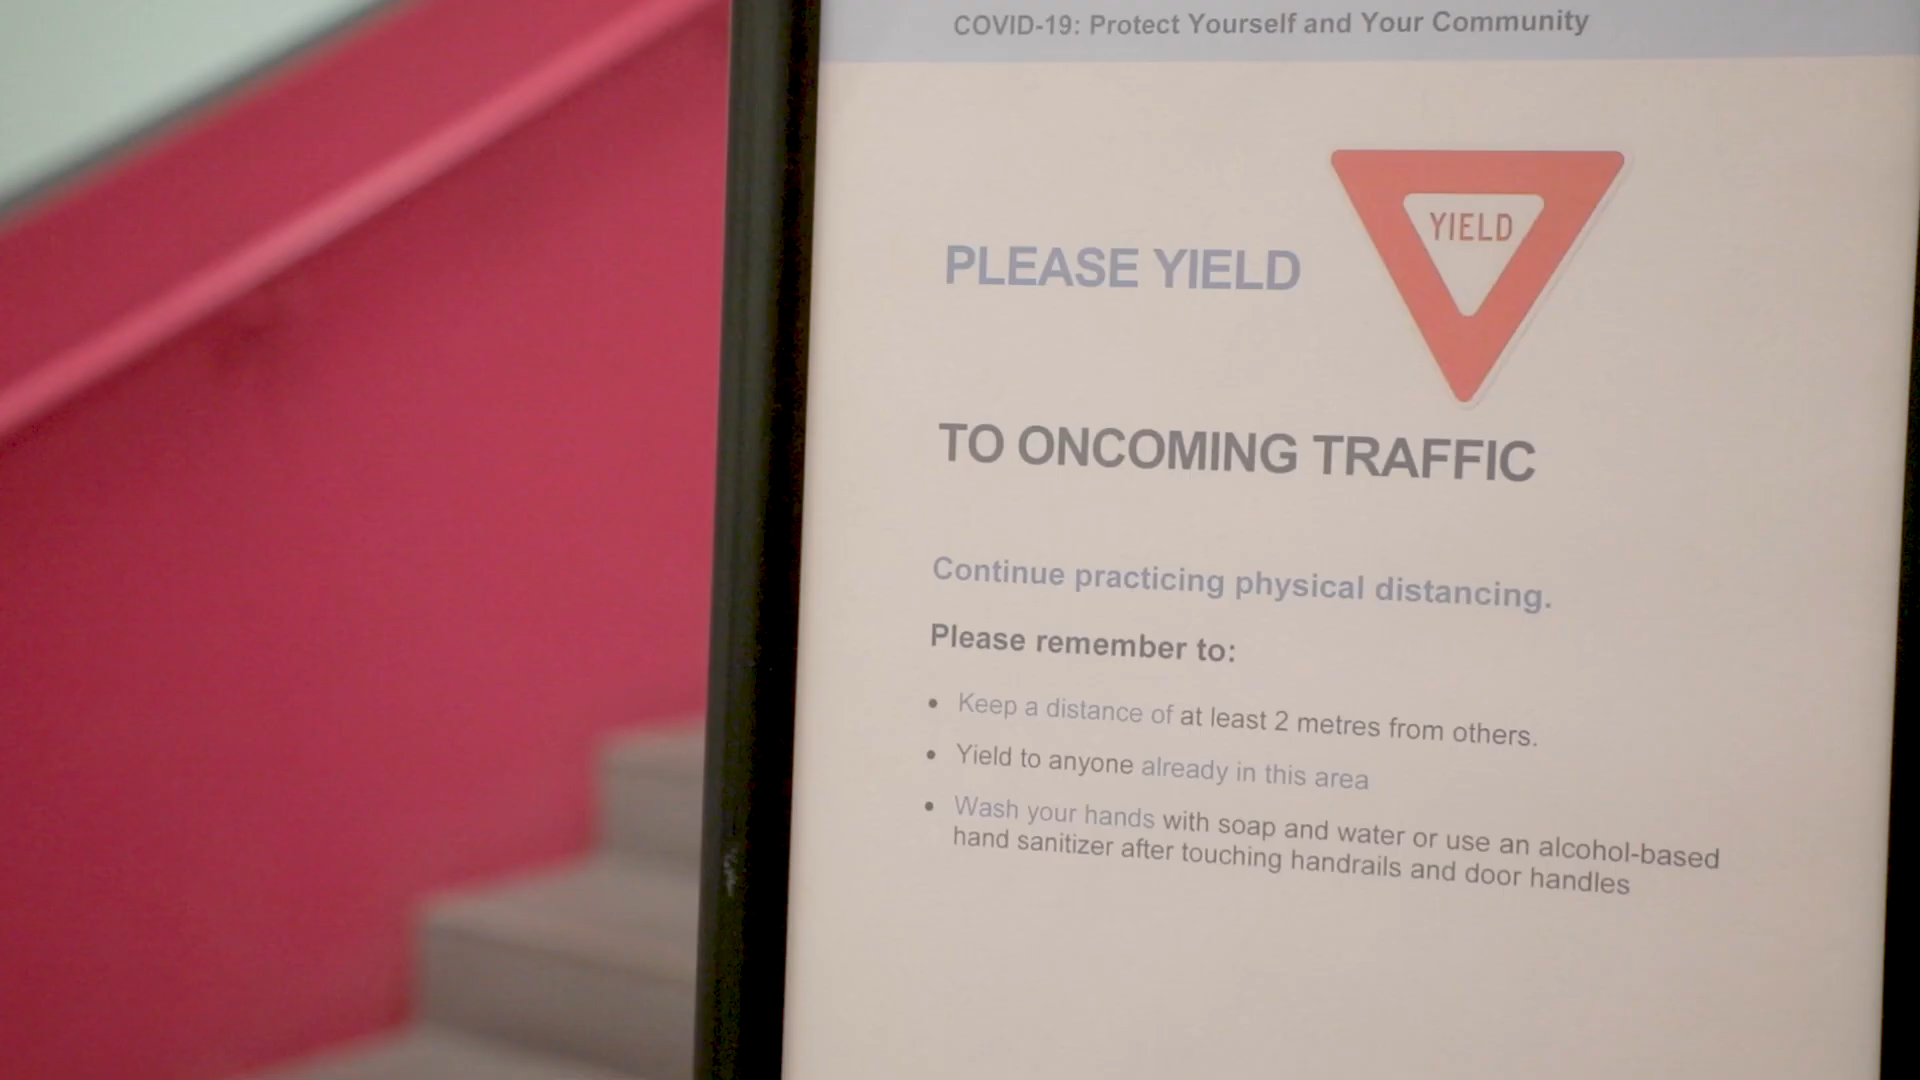 COVID-19: Protect Yourself and Your Community
YIELD
PLEASE YIELD
TO ONCOMING TRAFFIC
Continue practicing physical distancing.
Please remember to:
• Keep a distance of at least 2 metres from others.
• Yield to anyone already in this area
• Wash your hands with soap and water or use an alcohol-based
hand sanitizer after touching handrails and door handles